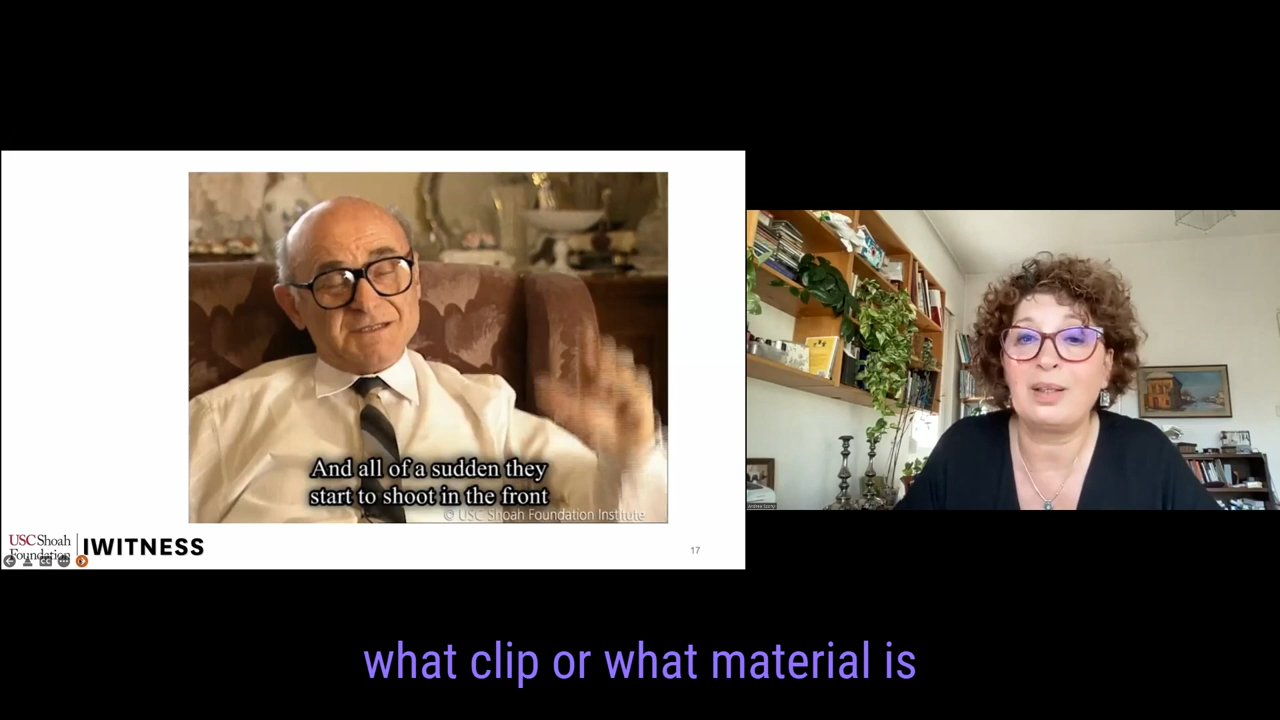 And all of a sudden they
start to shoot in the front
© USC Shoah Foundation Institute
USC Shoah
Foundation
IWITNESS
17
what clip or what material is